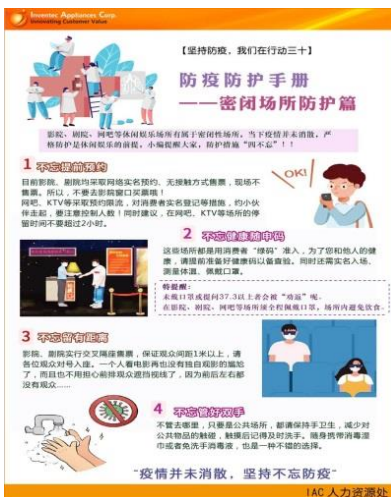 Inventec Appliances Corp.
Innovating Customer Value
【坚持防疫，我们在行动三十】
防疫防护手册
——密闭场所防护篇
影院、剧院、网吧等休闲娱乐场所有属于密闭性场所，当下疫情并未消散，严
格防护是休闲娱乐的前提，小编提醒大家，防护措施“四不忘”！！
1 不忘提前预约
目前影院、剧院均采取网络实名预约、无接触方式售票，现场不
售票。所以，不要去影院窗口买票哦！
网吧、KTV等采取预约限流，对消费者实名登记等措施，约小伙
伴走起，要注意控制人数！同时建议，在网吧、KTV等场所的停
留时间不要超过2小时。
OK!
2 不忘健康随申码
这些场所都是用消费者“绿码”准入，为了您和他人的健
康，请提前准备好健康码以备查验。同时还需实名入场、
测量体温、佩戴口罩。
特提醒：
未戴口罩或提问37.3以上者会被“劝返”呢。
在影院、剧院、网吧等场所须全程佩戴口罩，场所内避免饮食。
3 不忘留有距离
影院、剧院实行交叉隔座售票，保证观众间距1米以上，请
各位观众对号入座。一个人看电影再也没有独自观影的尴尬
了，而且也不用担心前排观众遮挡视线了，因为前后左右都
没有观众……
4 不忘管好双手
不管去哪里，只要是公共场所，都请保持手卫生，减少对
公共物品的触碰，触摸后记得及时洗手。随身携带消毒湿
巾或者免洗手消毒液，也是一种不错的选择。
“疫情并未消散，坚持不忘防疫”
IAC 人力资源处